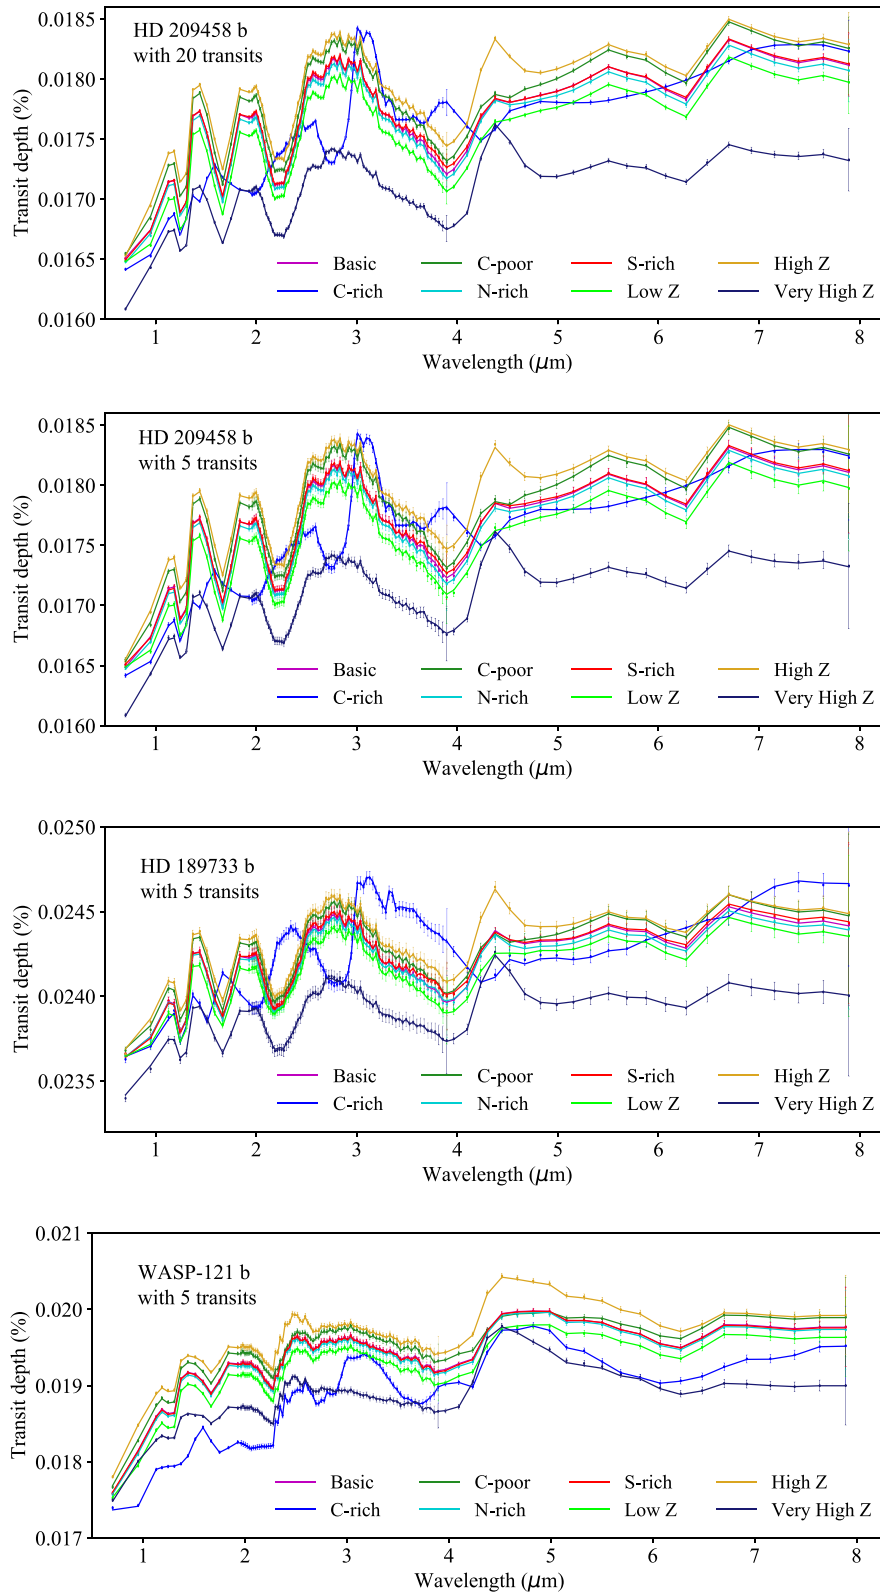 HD 209458 b
with 20 transits
0.0185
0.0180
0.0175
0.0170
0.0165
0.0160
Transit depth (%)
Basic C-poor S-rich High Z
C-rich N-rich Low Z Very High Z
1 2 3 4 5 6 7 8
Wavelength (μm)
HD 209458 b
with 5 transits
0.0185
0.0180
0.0175
0.0170
0.0165
0.0160
Transit depth (%)
Basic C-poor S-rich High Z
C-rich N-rich Low Z Very High Z
1 2 3 4 5 6 7 8
Wavelength (μm)
HD 189733 b
with 5 transits
0.0250
0.0245
0.0240
0.0235
Transit depth (%)
Basic C-poor S-rich High Z
C-rich N-rich Low Z Very High Z
1 2 3 4 5 6 7 8
Wavelength (μm)
WASP-121 b
with 5 transits
0.021
0.020
0.019
0.018
0.017
Transit depth (%)
Basic C-poor S-rich High Z
C-rich N-rich Low Z Very High Z
1 2 3 4 5 6 7 8
Wavelength (μm)